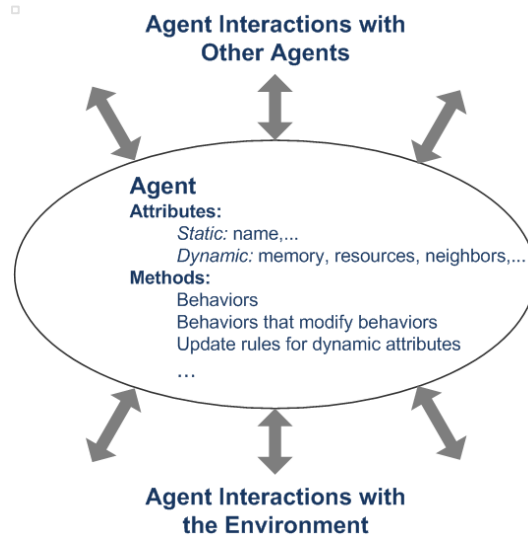 Agent Interactions with
Other Agents
Agent
Attributes:
Static: name,...
Dynamic: memory, resources, neighbors,...
Methods:
Behaviors
Behaviors that modify behaviors
Update rules for dynamic attributes
...
Agent Interactions with
the Environment